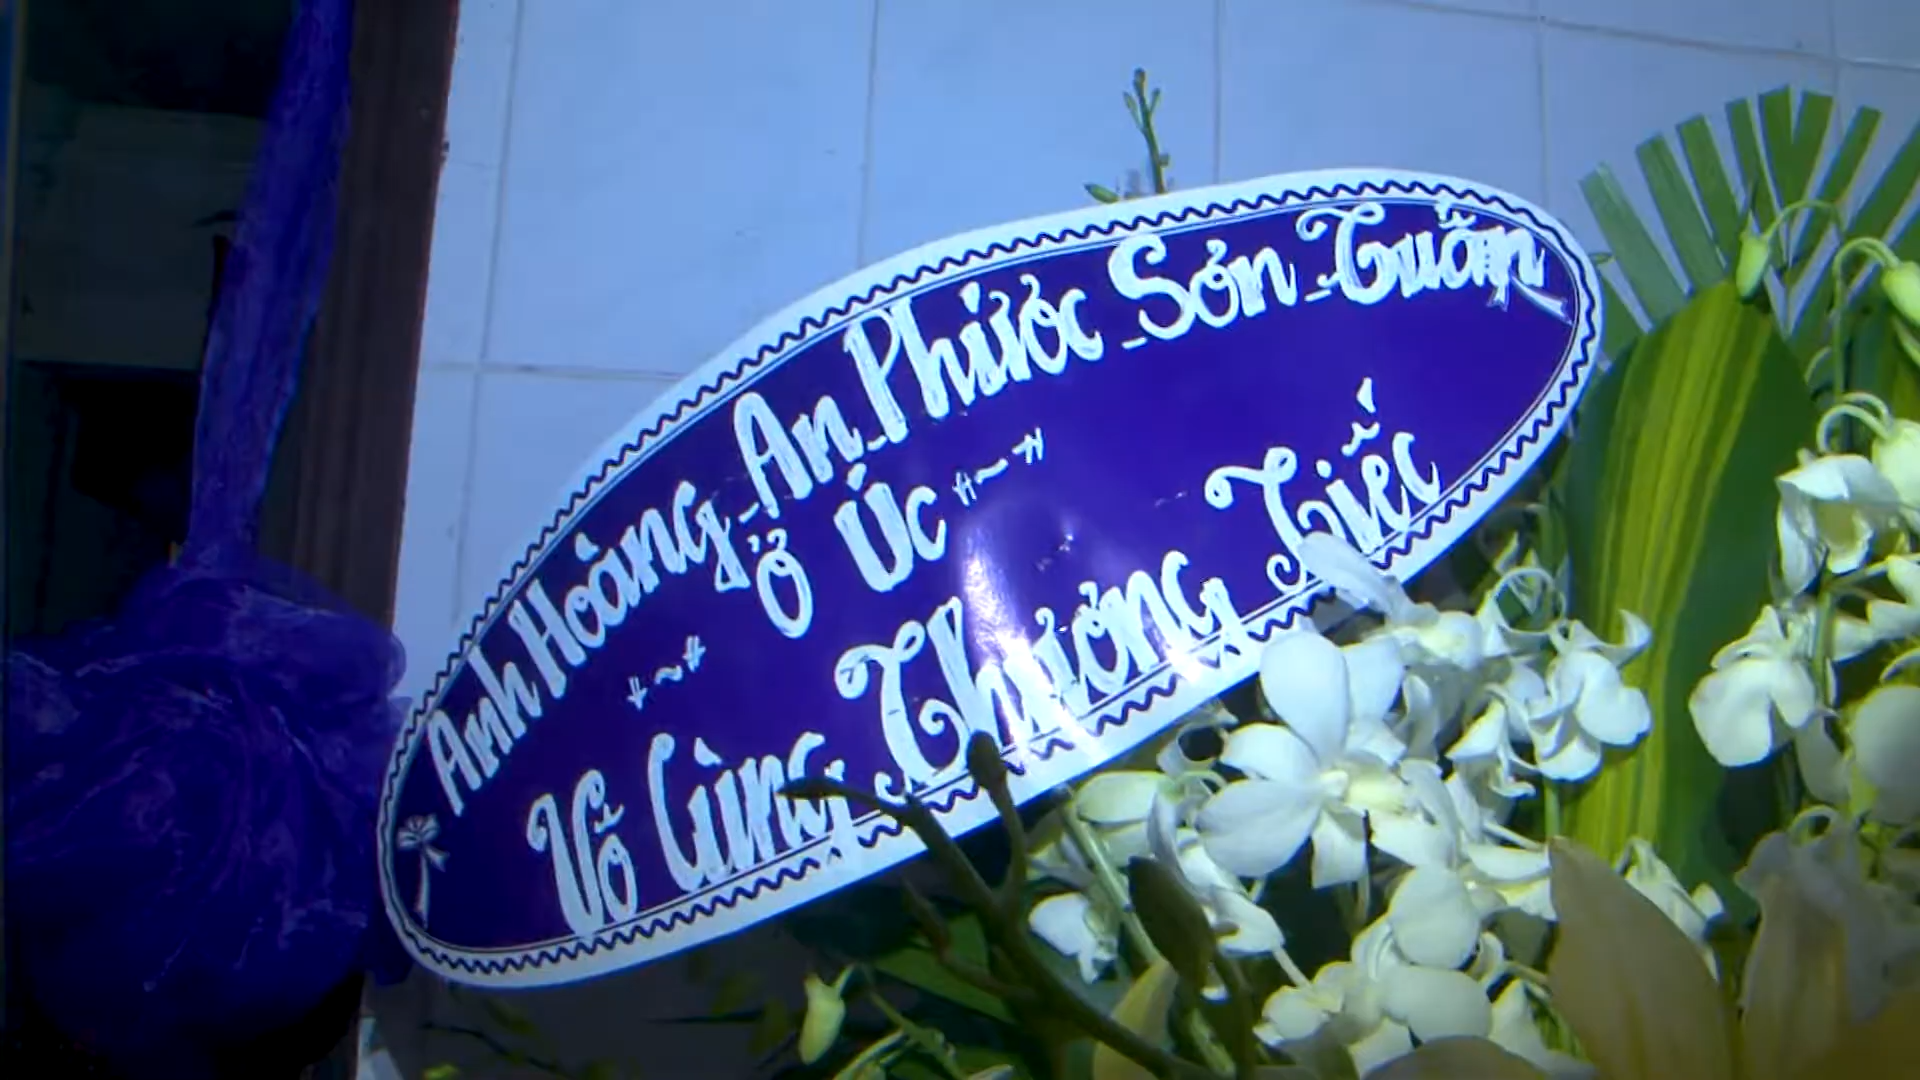 Anh Hoàng_An_Phước_Sơn_Tuấn
Ở Úc
Vô Cùng Thương Tiếc